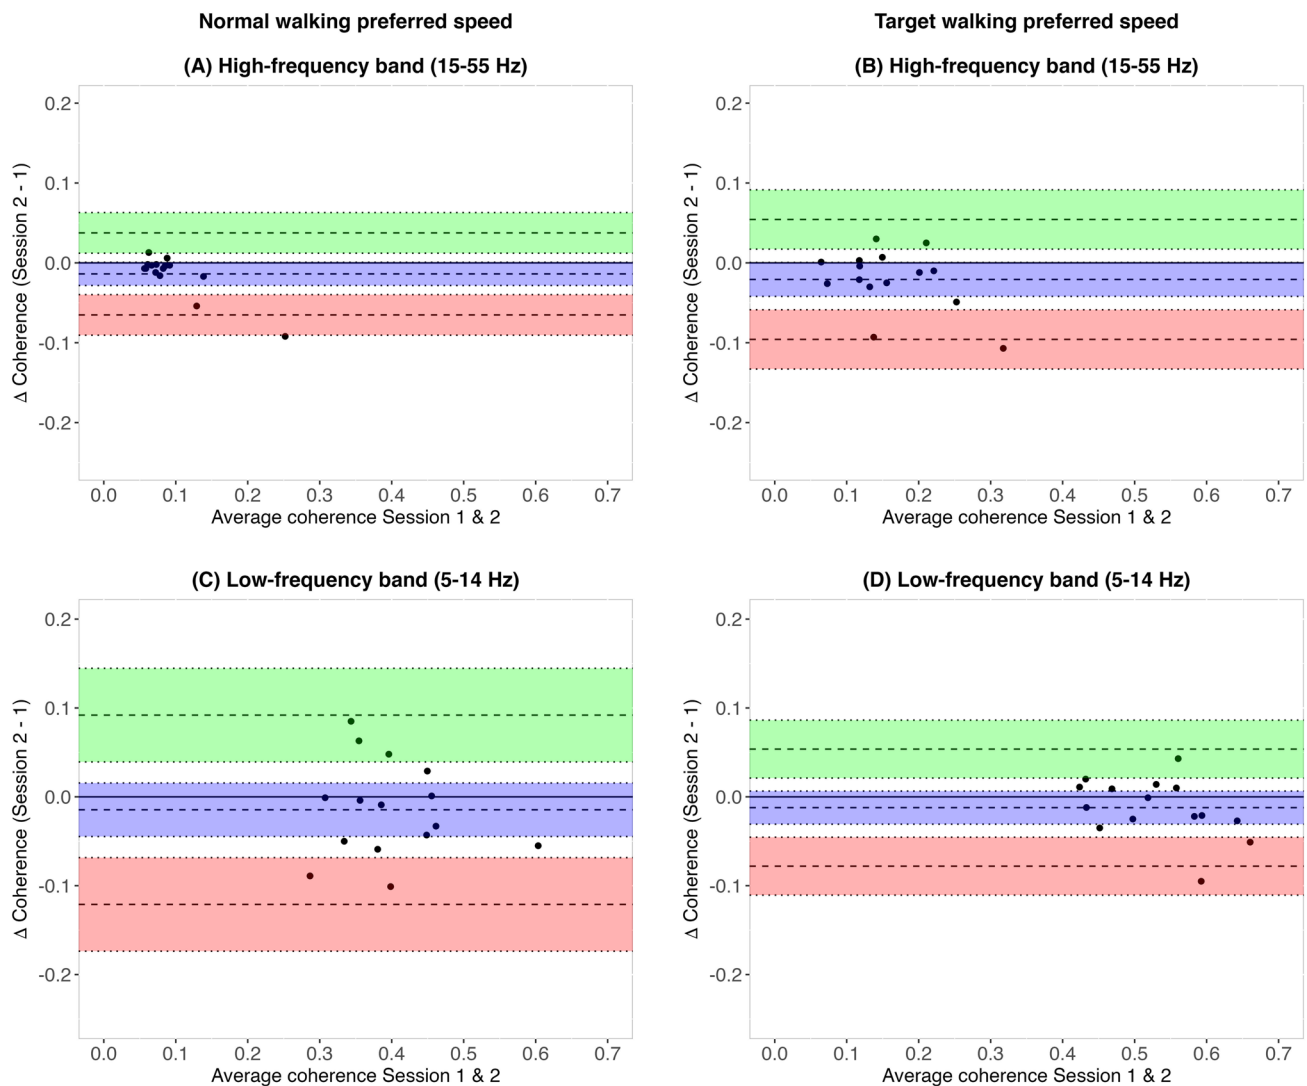 Normal walking preferred speed
Target walking preferred speed
(A) High-frequency band (15-55 Hz)
Δ Coherence (Session 2 - 1)
0.2
0.1
0.0
-0.1
-0.2
0.0 0.1 0.2 0.3 0.4 0.5 0.6 0.7
Average coherence Session 1 & 2
(B) High-frequency band (15-55 Hz)
Δ Coherence (Session 2 - 1)
0.2
0.1
0.0
-0.1
-0.2
0.0 0.1 0.2 0.3 0.4 0.5 0.6 0.7
Average coherence Session 1 & 2
(C) Low-frequency band (5-14 Hz)
Δ Coherence (Session 2 - 1)
0.2
0.1
0.0
-0.1
-0.2
0.0 0.1 0.2 0.3 0.4 0.5 0.6 0.7
Average coherence Session 1 & 2
(D) Low-frequency band (5-14 Hz)
Δ Coherence (Session 2 - 1)
0.2
0.1
0.0
-0.1
-0.2
0.0 0.1 0.2 0.3 0.4 0.5 0.6 0.7
Average coherence Session 1 & 2